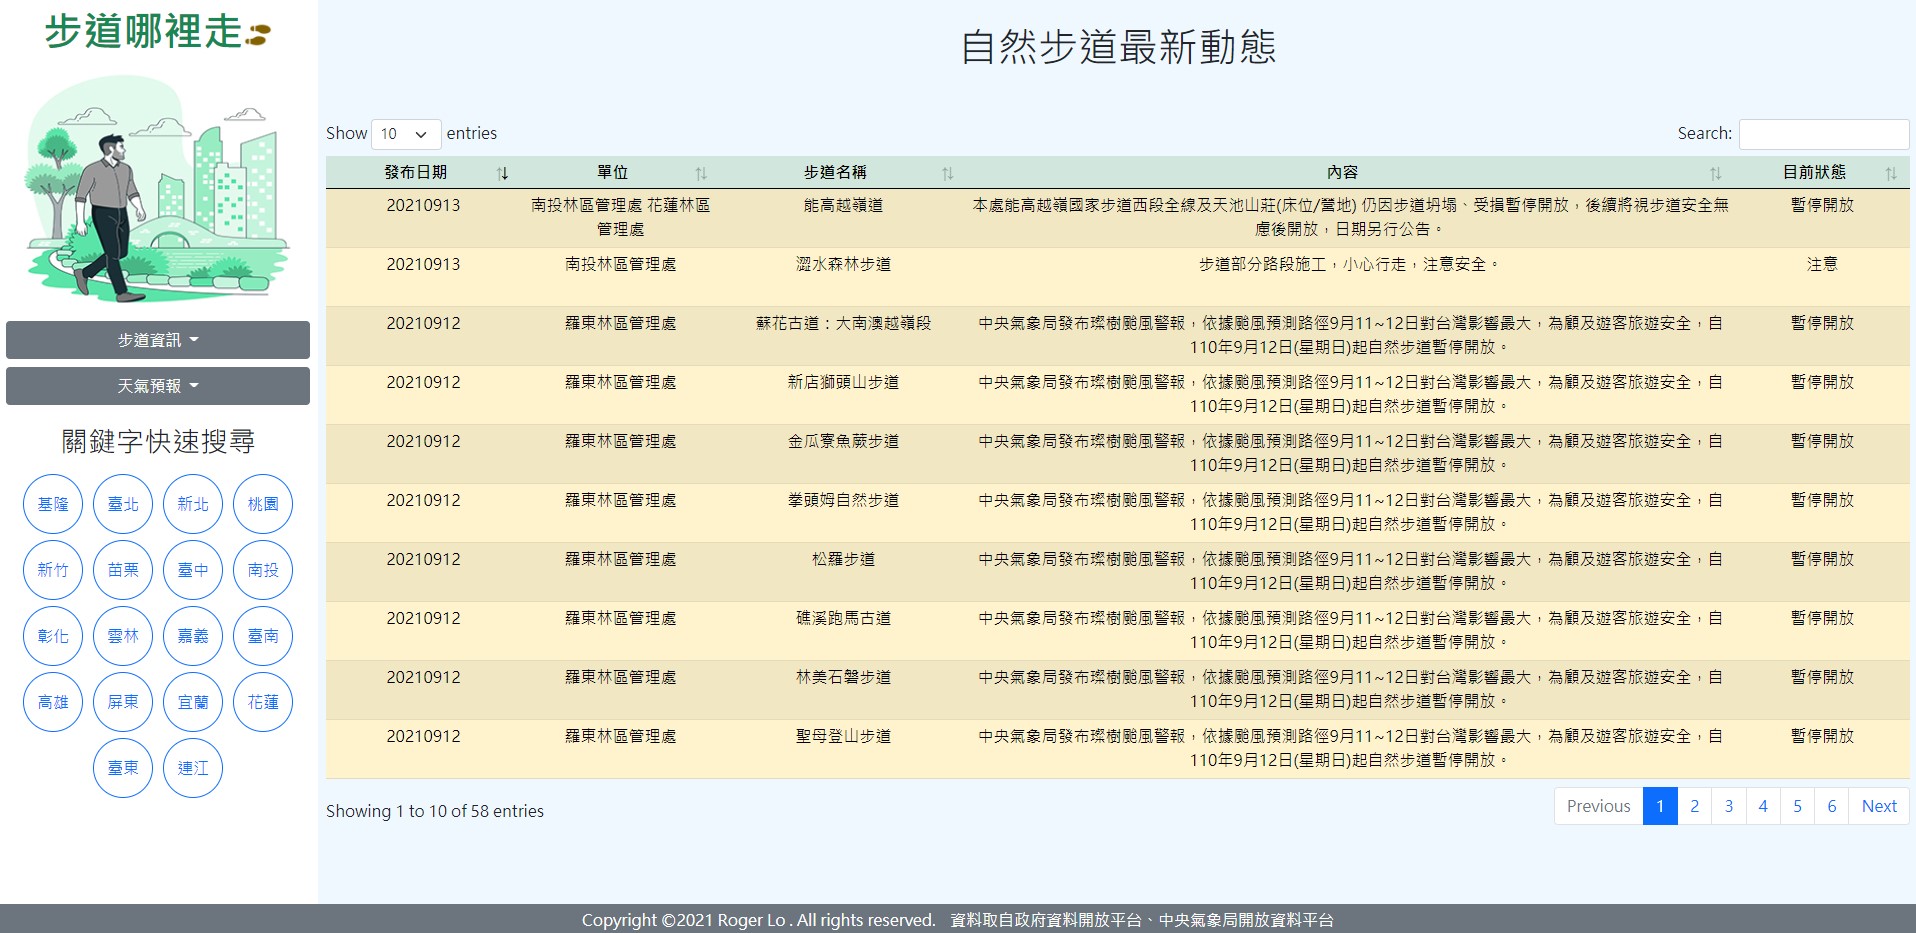 步道哪裡走
步道資訊
天氣預報
關鍵字快速搜尋
基隆 臺北 新北 桃園
新竹 苗栗 臺中 南投
彰化 雲林 嘉義 臺南
高雄 屏東 宜蘭 花蓮
臺東 連江
自然步道最新動態
Show 10 entries
Search:
發布日期 單位 步道名稱 內容 目前狀態
20210913 南投林區管理處 花蓮林區 能高越嶺道 本處能高越嶺國家步道西段全線及天池山莊(床位/營地) 仍因步道坍塌、受損暫停開放，後續將視步道安全無 暫停開放
管理處 慮後開放，日期另行公告。
20210913 南投林區管理處 澀水森林步道 步道部分路段施工，小心行走，注意安全。 注意
20210912 羅東林區管理處 蘇花古道：大南澳越嶺段 中央氣象局發布璨樹颱風警報，依據颱風預測路徑9月11~12日對台灣影響最大，為顧及遊客旅遊安全，自 暫停開放
110年9月12日(星期日)起自然步道暫停開放。
20210912 羅東林區管理處 新店獅頭山步道 中央氣象局發布璨樹颱風警報，依據颱風預測路徑9月11~12日對台灣影響最大，為顧及遊客旅遊安全，自 暫停開放
110年9月12日(星期日)起自然步道暫停開放。
20210912 羅東林區管理處 金瓜寮魚蕨步道 中央氣象局發布璨樹颱風警報，依據颱風預測路徑9月11~12日對台灣影響最大，為顧及遊客旅遊安全，自 暫停開放
110年9月12日(星期日)起自然步道暫停開放。
20210912 羅東林區管理處 拳頭姆自然步道 中央氣象局發布璨樹颱風警報，依據颱風預測路徑9月11~12日對台灣影響最大，為顧及遊客旅遊安全，自 暫停開放
110年9月12日(星期日)起自然步道暫停開放。
20210912 羅東林區管理處 松羅步道 中央氣象局發布璨樹颱風警報，依據颱風預測路徑9月11~12日對台灣影響最大，為顧及遊客旅遊安全，自 暫停開放
110年9月12日(星期日)起自然步道暫停開放。
20210912 羅東林區管理處 礁溪跑馬古道 中央氣象局發布璨樹颱風警報，依據颱風預測路徑9月11~12日對台灣影響最大，為顧及遊客旅遊安全，自 暫停開放
110年9月12日(星期日)起自然步道暫停開放。
20210912 羅東林區管理處 林美石磐步道 中央氣象局發布璨樹颱風警報，依據颱風預測路徑9月11~12日對台灣影響最大，為顧及遊客旅遊安全，自 暫停開放
110年9月12日(星期日)起自然步道暫停開放。
20210912 羅東林區管理處 聖母登山步道 中央氣象局發布璨樹颱風警報，依據颱風預測路徑9月11~12日對台灣影響最大，為顧及遊客旅遊安全，自 暫停開放
110年9月12日(星期日)起自然步道暫停開放。
Showing 1 to 10 of 58 entries
Previous 1 2 3 4 5 6 Next
Copyright ©2021 Roger Lo . All rights reserved. 資料取自政府資料開放平台、中央氣象局開放資料平台